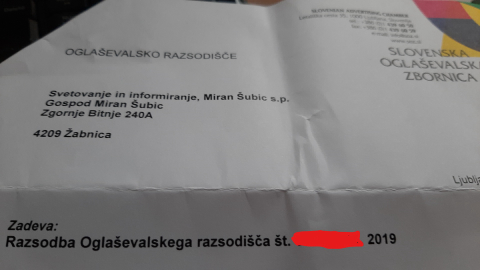 SLOVENSKA
OGLAŠEVALSKA
ZBORNICA
OGLAŠEVALSKO RAZSODIŠČE
Svetovanje in informiranje, Miran Šubic s.p.
Gospod Miran Šubic
Zgornje Bitnje 240A
4209 Žabnica
Ljublja
Zadeva:
Razsodba Oglaševalskega razsodišča št. 2019